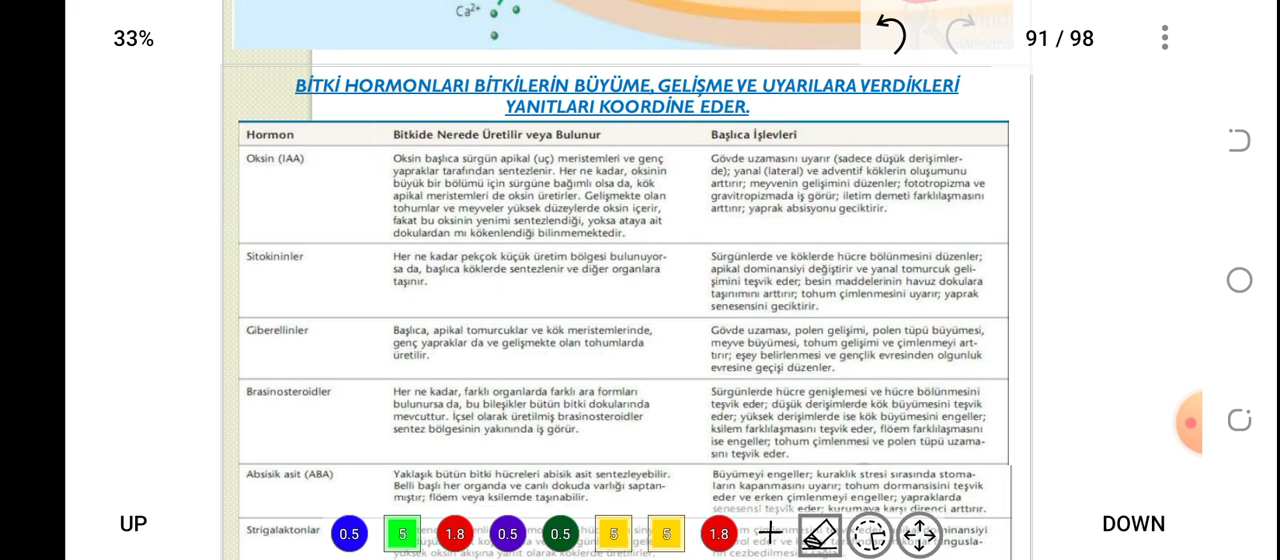 Ca²⁺
33%
91 / 98
BİTKİ HORMONLARI BİTKİLERİN BÜYÜME, GELİŞME VE UYARILARA VERDİKLERİ
YANITLARI KOORDİNE EDER.
Hormon
Bitkide Nerede Üretilir veya Bulunur
Başlıca İşlevleri
Oksin (IAA)
Oksin başlıca sürgün apikal (uç) meristemleri ve genç
yapraklar tarafından sentezlenir. Her ne kadar, oksinin
büyük bir bölümü için sürgüne bağımlı olsa da, kök
apikal meristemleri de oksin üretirler. Gelişmekte olan
tohumlar ve meyveler yüksek düzeylerde oksin içerir,
fakat bu oksinin yenimi sentezlendiği, yoksa ataya ait
dokulardan mı kökenlendiği bilinmemektedir.
Gövde uzamasını uyarır (sadece düşük derişimler-
de); yanal (lateral) ve adventif köklerin oluşumunu
arttırır; meyvenin gelişimini düzenler; fototropizma ve
gravitropizmada iş görür; iletim demeti farklılaşmasını
arttırır; yaprak absisyonu geciktirir.
Sitokininler
Her ne kadar pekçok küçük üretim bölgesi bulunuyor-
sa da, başlıca köklerde sentezlenir ve diğer organlara
taşınır.
Sürgünlerde ve köklerde hücre bölünmesini düzenler;
apikal dominansiyi değiştirir ve yanal tomurcuk geli-
şimini teşvik eder; besin maddelerinin havuz dokulara
taşınımını arttırır; tohum çimlenmesini uyarır; yaprak
senesensini geciktirir.
Giberellinler
Başlıca, apikal tomurcuklar ve kök meristemlerinde,
genç yapraklar da ve gelişmekte olan tohumlarda
üretilir.
Gövde uzaması, polen gelişimi, polen tüpü büyümesi,
meyve büyümesi, tohum gelişimi ve çimlenmeyi art-
tırır; eşey belirlenmesi ve gençlik evresinden olgunluk
evresine geçişi düzenler.
Brasinosteroidler
Her ne kadar, farklı organlarda farklı ara formları
bulunursa da, bu bileşikler bütün bitki dokularında
mevcuttur. İçsel olarak üretilmiş brasinosteroidler
sentez bölgesinin yakınında iş görür.
Sürgünlerde hücre genişlemesi ve hücre bölünmesini
teşvik eder; düşük derişimlerde kök büyümesini teşvik
eder; yüksek derişimlerde ise kök büyümesini engeller;
ksilem farklılaşmasını teşvik eder, flöem farklılaşmasını
ise engeller; tohum çimlenmesi ve polen tüpü uzama-
sını teşvik eder.
Absisik asit (ABA)
Yaklaşık bütün bitki hücreleri abisik asit sentezleyebilir.
Belli başlı her organda ve canlı dokuda varlığı saptan-
mıştır; flöem veya ksilemde taşınabilir.
Büyümeyi engeller; kuraklık stresi sırasında stoma-
ların kapanmasını uyarır; tohum dormansisini teşvik
eder ve erken çimlenmeyi engeller; yapraklarda
senesensi teşvik eder; kurumaya karşı direnci arttırır.
Strigalaktonlar
oksin akışına yanıt olarak köklerde üretilirler.
UP
0.5
5
1.8
0.5
0.5
5
5
1.8
DOWN